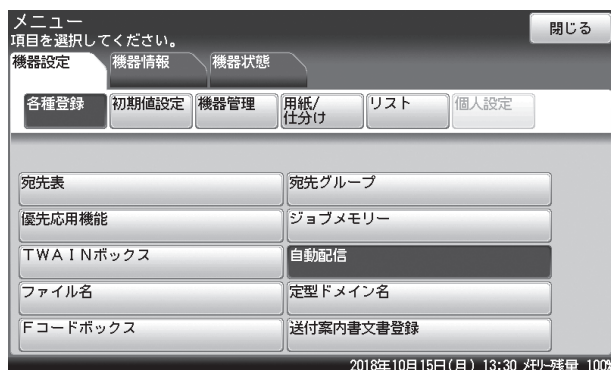 メニュー
項目を選択してください。
閉じる
機器設定 機器情報 機器状態
各種登録 初期値設定 機器管理 用紙/ リスト 個人設定
仕分け
宛先表 宛先グループ
優先応用機能 ジョブメモリー
ＴＷＡＩＮボックス 自動配信
ファイル名 定型ドメイン名
Ｆコードボックス 送付案内書文書登録
2018年10月15日(月) 13:30 ﾒﾓﾘｰ残量 100%